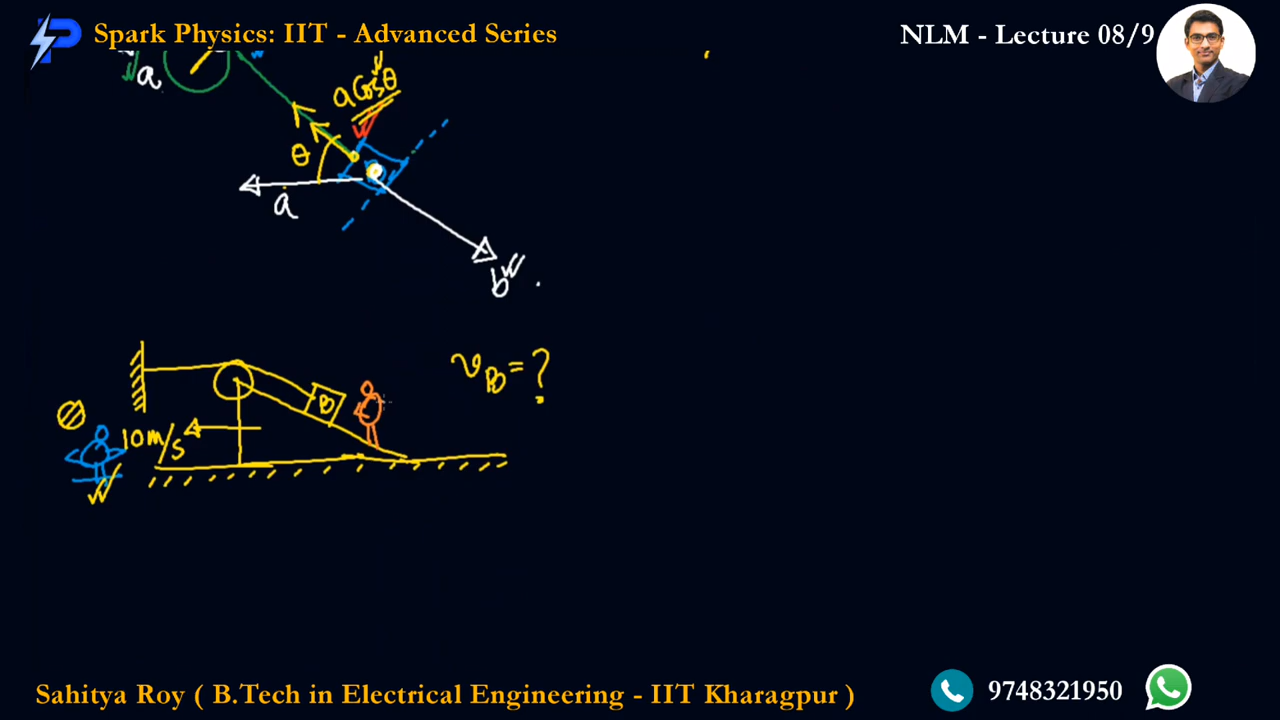 Spark Physics: IIT - Advanced Series
NLM - Lecture 08/9
a
a Cosθ
θ
a
b
v_B = ?
B
10m/s
Sahitya Roy ( B.Tech in Electrical Engineering - IIT Kharagpur )
9748321950